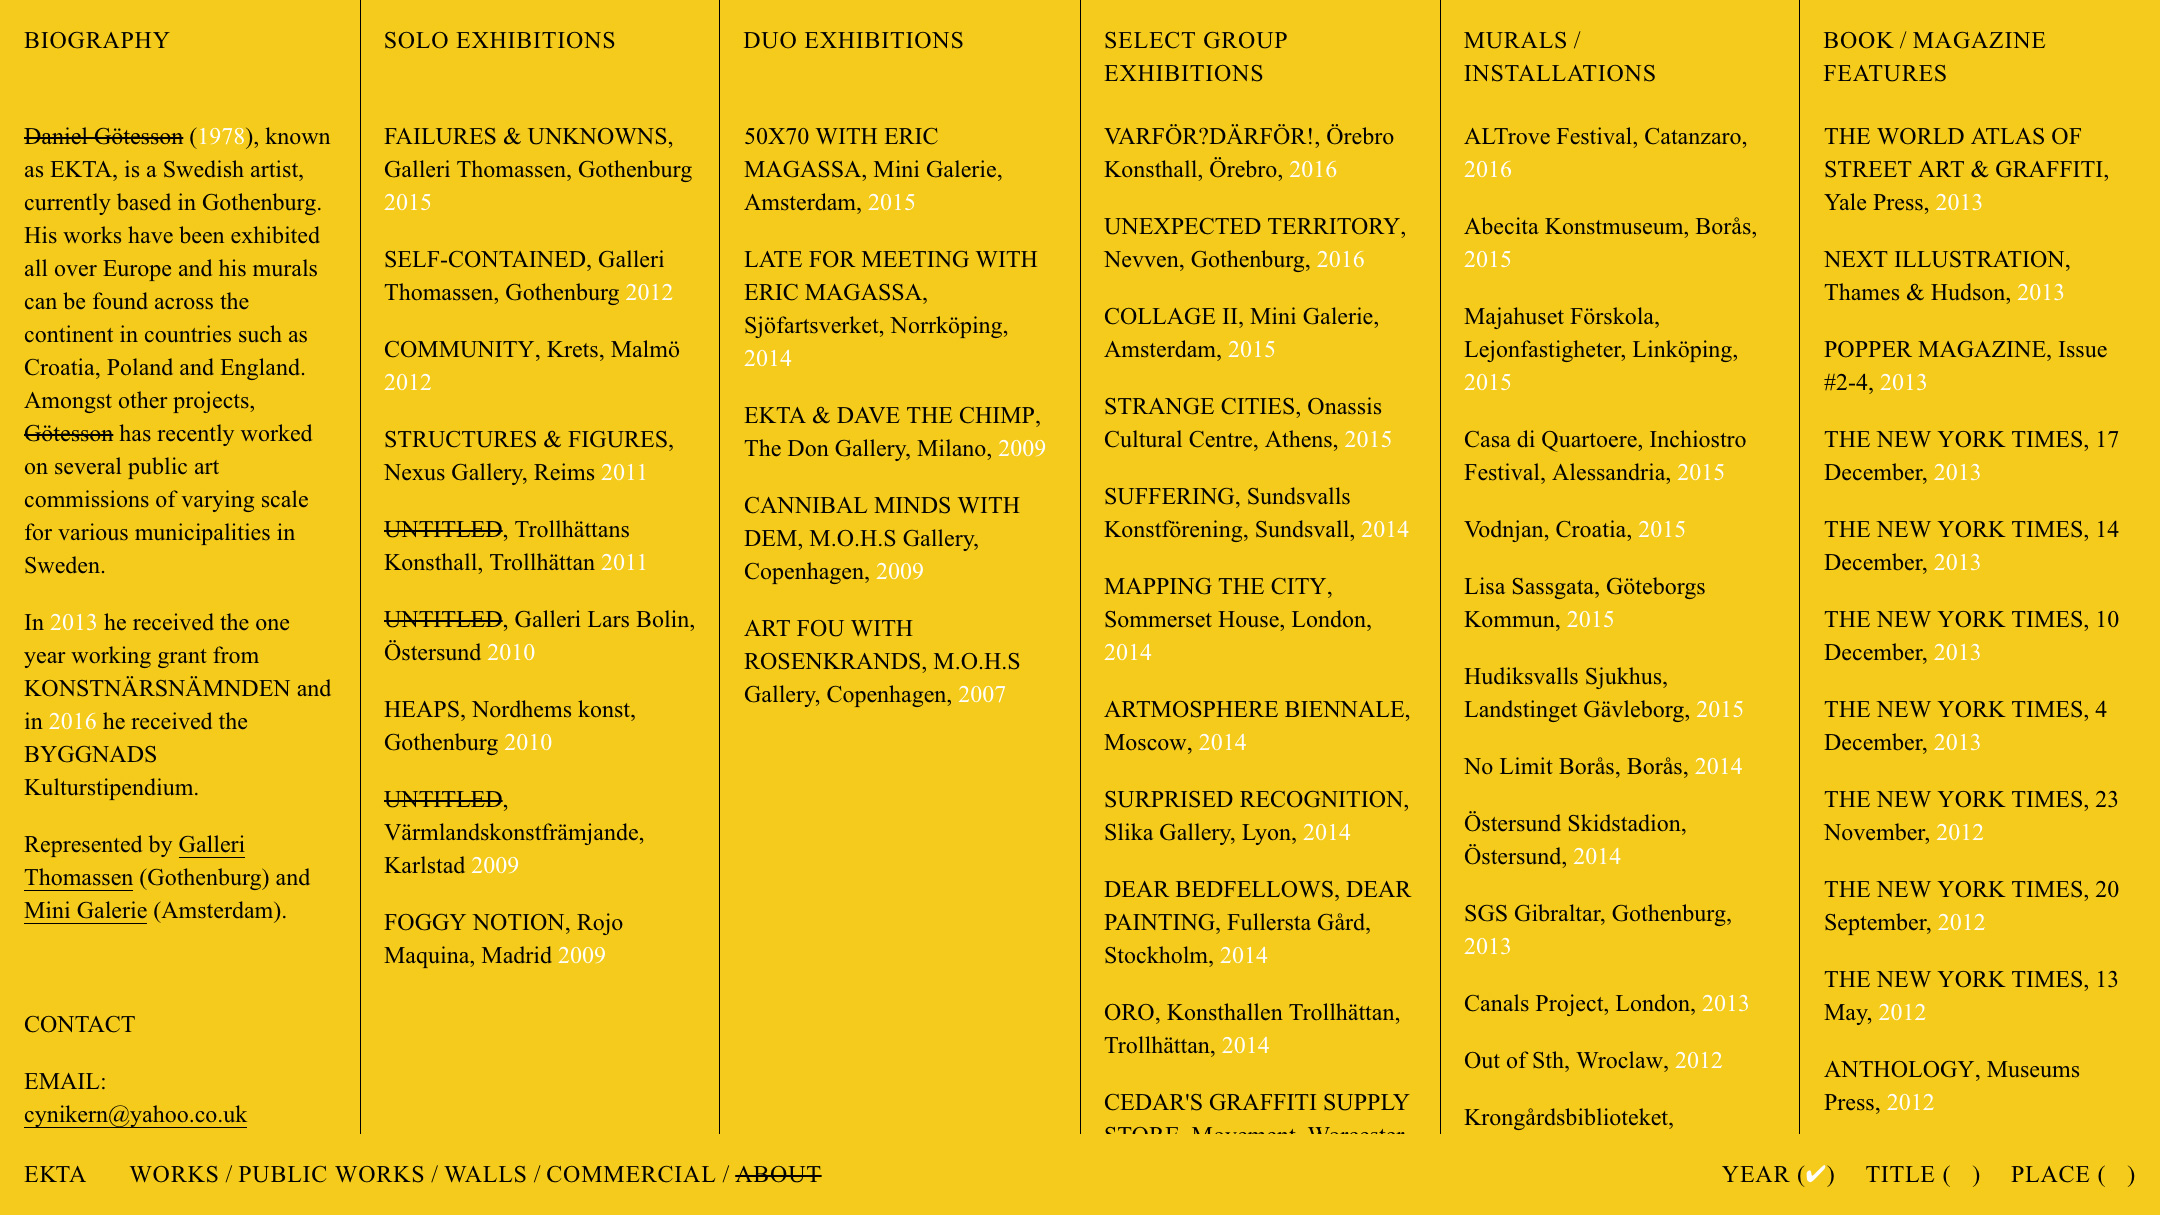 BIOGRAPHY
Daniel Götesson (1978), known
as EKTA, is a Swedish artist,
currently based in Gothenburg.
His works have been exhibited
all over Europe and his murals
can be found across the
continent in countries such as
Croatia, Poland and England.
Amongst other projects,
Götesson has recently worked
on several public art
commissions of varying scale
for various municipalities in
Sweden.
In 2013 he received the one
year working grant from
KONSTNÄRSNÄMNDEN and
in 2016 he received the
BYGGNADS
Kulturstipendium.
Represented by Galleri
Thomassen (Gothenburg) and
Mini Galerie (Amsterdam).
CONTACT
EMAIL:
cynikern@yahoo.co.uk
SOLO EXHIBITIONS
FAILURES & UNKNOWNS,
Galleri Thomassen, Gothenburg
2015
SELF-CONTAINED, Galleri
Thomassen, Gothenburg 2012
COMMUNITY, Krets, Malmö
2012
STRUCTURES & FIGURES,
Nexus Gallery, Reims 2011
UNTITLED, Trollhättans
Konsthall, Trollhättan 2011
UNTITLED, Galleri Lars Bolin,
Östersund 2010
HEAPS, Nordhems konst,
Gothenburg 2010
UNTITLED,
Värmlandskonstfrämjande,
Karlstad 2009
FOGGY NOTION, Rojo
Maquina, Madrid 2009
DUO EXHIBITIONS
50X70 WITH ERIC
MAGASSA, Mini Galerie,
Amsterdam, 2015
LATE FOR MEETING WITH
ERIC MAGASSA,
Sjöfartsverket, Norrköping,
2014
EKTA & DAVE THE CHIMP,
The Don Gallery, Milano, 2009
CANNIBAL MINDS WITH
DEM, M.O.H.S Gallery,
Copenhagen, 2009
ART FOU WITH
ROSENKRANDS, M.O.H.S
Gallery, Copenhagen, 2007
SELECT GROUP
EXHIBITIONS
VARFÖR?DÄRFÖR!, Örebro
Konsthall, Örebro, 2016
UNEXPECTED TERRITORY,
Nevven, Gothenburg, 2016
COLLAGE II, Mini Galerie,
Amsterdam, 2015
STRANGE CITIES, Onassis
Cultural Centre, Athens, 2015
SUFFERING, Sundsvalls
Konstförening, Sundsvall, 2014
MAPPING THE CITY,
Sommerset House, London,
2014
ARTMOSPHERE BIENNALE,
Moscow, 2014
SURPRISED RECOGNITION,
Slika Gallery, Lyon, 2014
DEAR BEDFELLOWS, DEAR
PAINTING, Fullersta Gård,
Stockholm, 2014
ORO, Konsthallen Trollhättan,
Trollhättan, 2014
CEDAR'S GRAFFITI SUPPLY
STORE, Movement, Worcester
MURALS /
INSTALLATIONS
ALTrove Festival, Catanzaro,
2016
Abecita Konstmuseum, Borås,
2015
Majahuset Förskola,
Lejonfastigheter, Linköping,
2015
Casa di Quartoere, Inchiostro
Festival, Alessandria, 2015
Vodnjan, Croatia, 2015
Lisa Sassgata, Göteborgs
Kommun, 2015
Hudiksvalls Sjukhus,
Landstinget Gävleborg, 2015
No Limit Borås, Borås, 2014
Östersund Skidstadion,
Östersund, 2014
SGS Gibraltar, Gothenburg,
2013
Canals Project, London, 2013
Out of Sth, Wroclaw, 2012
Krongårdsbiblioteket,
BOOK / MAGAZINE
FEATURES
THE WORLD ATLAS OF
STREET ART & GRAFFITI,
Yale Press, 2013
NEXT ILLUSTRATION,
Thames & Hudson, 2013
POPPER MAGAZINE, Issue
#2-4, 2013
THE NEW YORK TIMES, 17
December, 2013
THE NEW YORK TIMES, 14
December, 2013
THE NEW YORK TIMES, 10
December, 2013
THE NEW YORK TIMES, 4
December, 2013
THE NEW YORK TIMES, 23
November, 2012
THE NEW YORK TIMES, 20
September, 2012
THE NEW YORK TIMES, 13
May, 2012
ANTHOLOGY, Museums
Press, 2012
EKTA WORKS / PUBLIC WORKS / WALLS / COMMERCIAL / ABOUT YEAR (✔) TITLE ( ) PLACE ( )